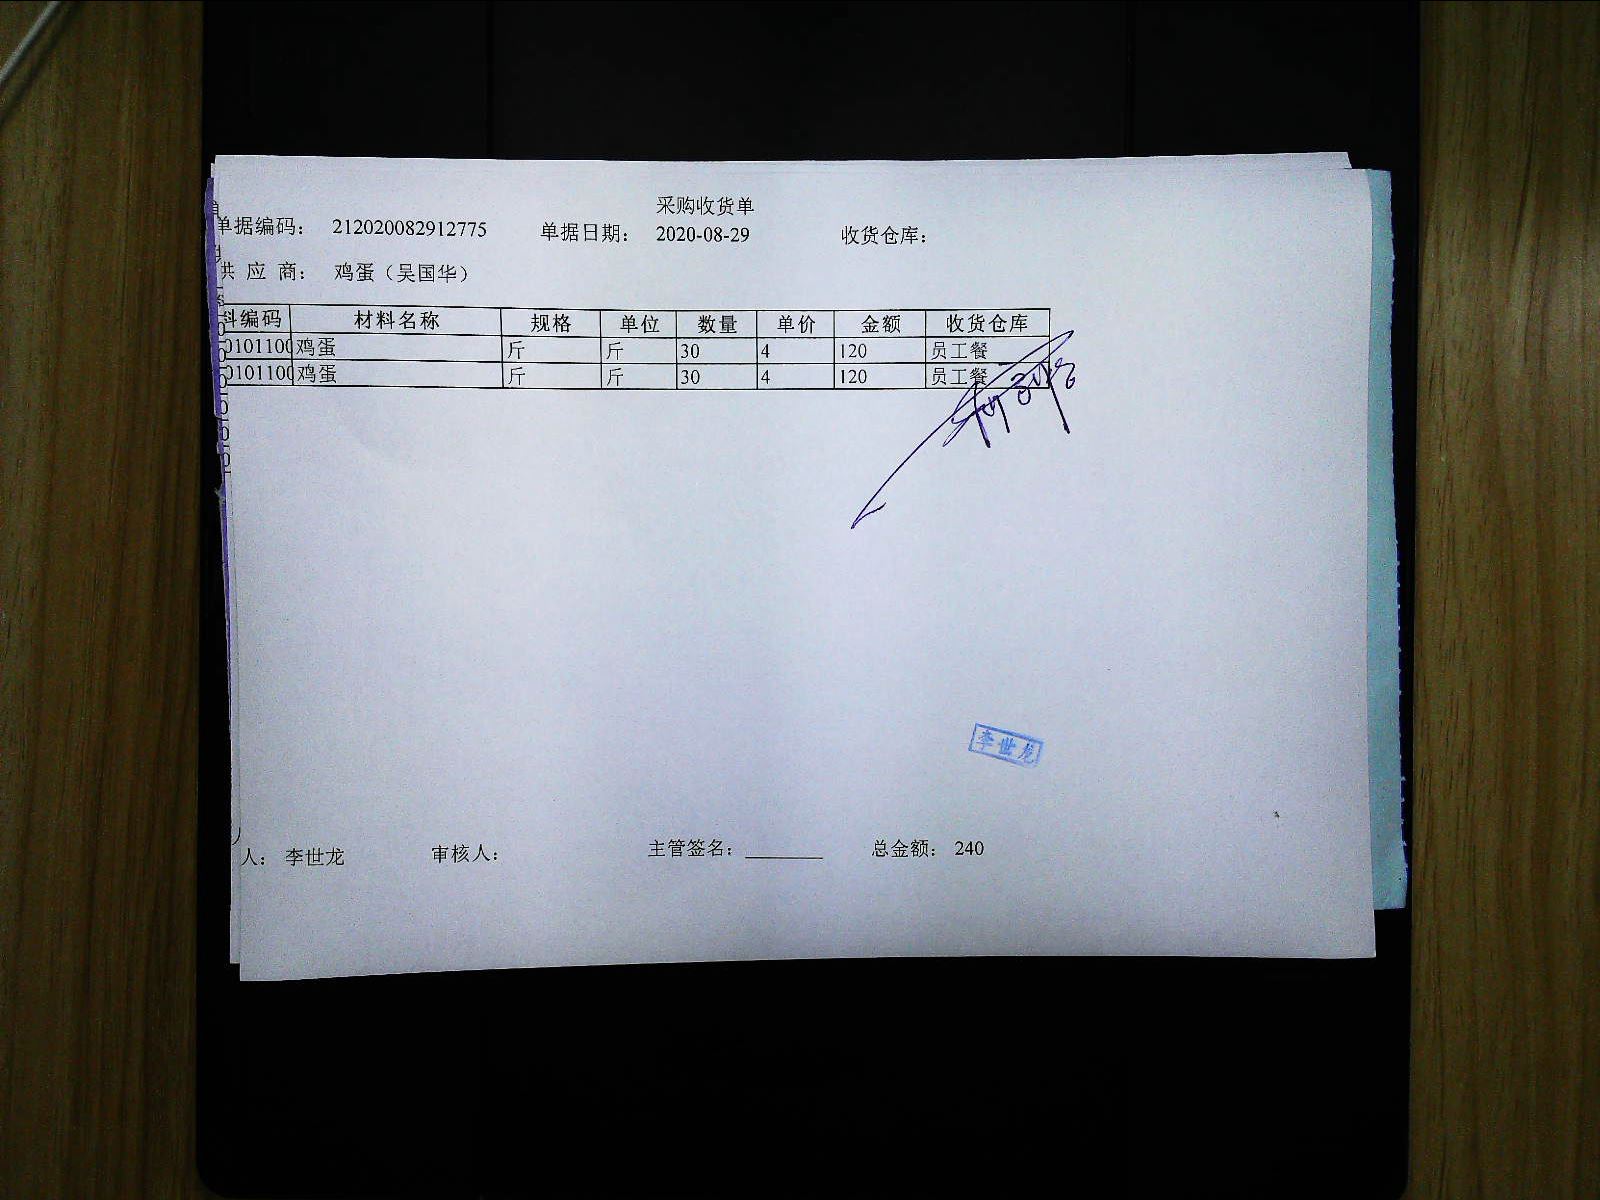 采购收货单
单据编码： 212020082912775 单据日期： 2020-08-29 收货仓库：
供 应 商： 鸡蛋（吴国华）
料编码 材料名称 规格 单位 数量 单价 金额 收货仓库
0101100 鸡蛋 斤 斤 30 4 120 员工餐
0101100 鸡蛋 斤 斤 30 4 120 员工餐
李世龙
人： 李世龙 审核人： 主管签名： 总金额： 240